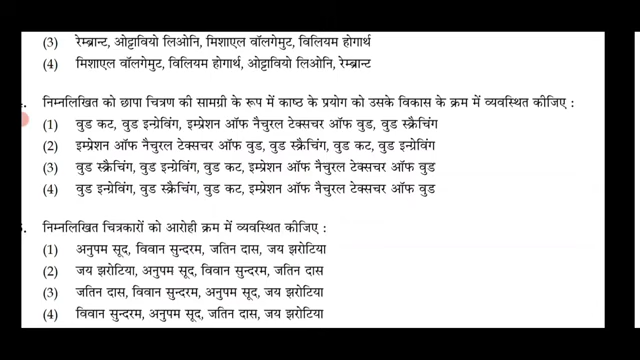 (3) रेम्ब्रान्ट, ओट्टावियो लिओनि, मिशाएल वॉलगेमुट, विलियम होगार्थ
(4) मिशाएल वॉलगेमुट, विलियम होगार्थ, ओट्टावियो लिओनि, रेम्ब्रान्ट
निम्नलिखित को छापा चित्रण की सामग्री के रूप में काष्ठ के प्रयोग को उसके विकास के क्रम में व्यवस्थित कीजिए :
(1) वुड कट, वुड इन्ग्रेविंग, इम्प्रेशन ऑफ नैचुरल टेक्सचर ऑफ वुड, वुड स्क्रैचिंग
(2) इम्प्रेशन ऑफ नैचुरल टेक्सचर ऑफ वुड, वुड स्क्रैचिंग, वुड कट, वुड इन्ग्रेविंग
(3) वुड स्क्रैचिंग, वुड इन्ग्रेविंग, वुड कट, इम्प्रेशन ऑफ नैचुरल टेक्सचर ऑफ वुड
(4) वुड इन्ग्रेविंग, वुड स्क्रैचिंग, वुड कट, इम्प्रेशन ऑफ नैचुरल टेक्सचर ऑफ वुड
निम्नलिखित चित्रकारों को आरोही क्रम में व्यवस्थित कीजिए :
(1) अनुपम सूद, विवान सुन्दरम, जतिन दास, जय झरोटिया
(2) जय झरोटिया, अनुपम सूद, विवान सुन्दरम, जतिन दास
(3) जतिन दास, विवान सुन्दरम, अनुपम सूद, जय झरोटिया
(4) विवान सुन्दरम, अनुपम सूद, जतिन दास, जय झरोटिया